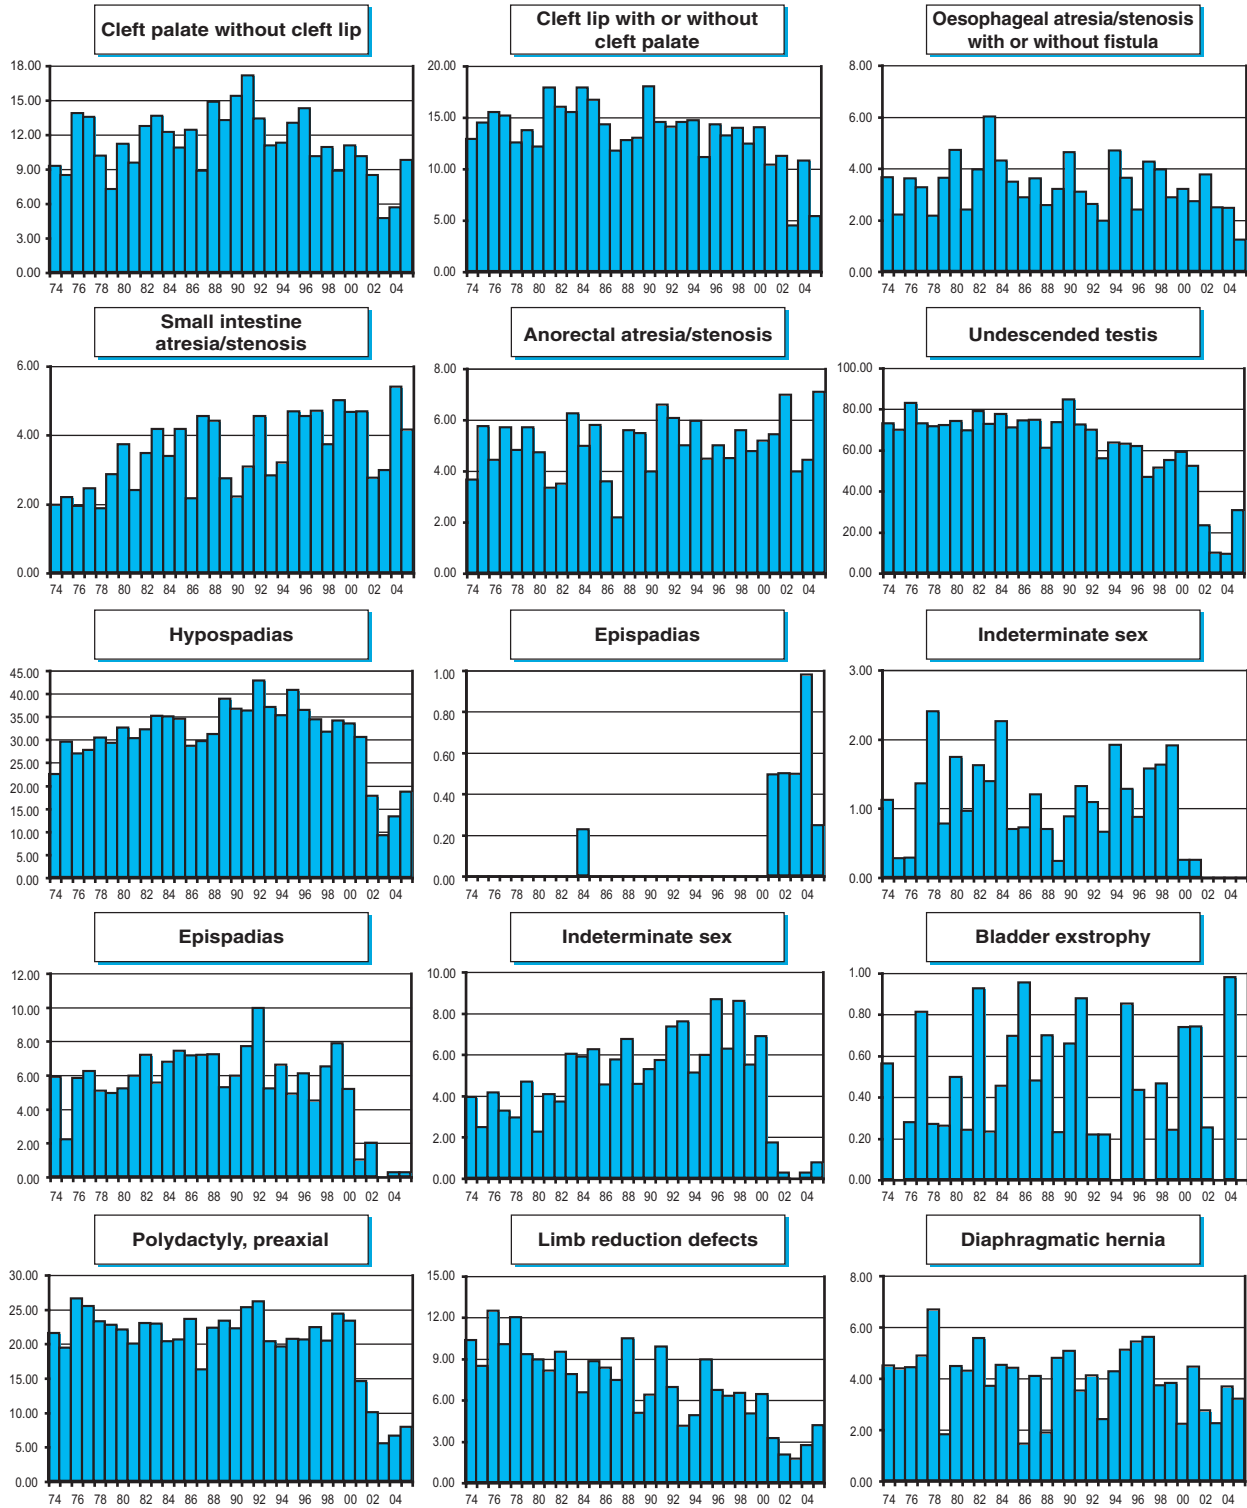 Cleft palate without cleft lip
18.00
15.00
12.00
9.00
6.00
3.00
0.00
74 76 78 80 82 84 86 88 90 92 94 96 98 00 02 04
Cleft lip with or without
cleft palate
20.00
15.00
10.00
5.00
0.00
74 76 78 80 82 84 86 88 90 92 94 96 98 00 02 04
Oesophageal atresia/stenosis
with or without fistula
8.00
6.00
4.00
2.00
0.00
74 76 78 80 82 84 86 88 90 92 94 96 98 00 02 04
Small intestine
atresia/stenosis
6.00
4.00
2.00
0.00
74 76 78 80 82 84 86 88 90 92 94 96 98 00 02 04
Anorectal atresia/stenosis
8.00
6.00
4.00
2.00
0.00
74 76 78 80 82 84 86 88 90 92 94 96 98 00 02 04
Undescended testis
100.00
80.00
60.00
40.00
20.00
0.00
74 76 78 80 82 84 86 88 90 92 94 96 98 00 02 04
Hypospadias
45.00
40.00
35.00
30.00
25.00
20.00
15.00
10.00
5.00
0.00
74 76 78 80 82 84 86 88 90 92 94 96 98 00 02 04
Epispadias
1.00
0.80
0.60
0.40
0.20
0.00
74 76 78 80 82 84 86 88 90 92 94 96 98 00 02 04
Indeterminate sex
3.00
2.00
1.00
0.00
74 76 78 80 82 84 86 88 90 92 94 96 98 00 02 04
Epispadias
12.00
10.00
8.00
6.00
4.00
2.00
0.00
74 76 78 80 82 84 86 88 90 92 94 96 98 00 02 04
Indeterminate sex
10.00
8.00
6.00
4.00
2.00
0.00
74 76 78 80 82 84 86 88 90 92 94 96 98 00 02 04
Bladder exstrophy
1.00
0.80
0.60
0.40
0.20
0.00
74 76 78 80 82 84 86 88 90 92 94 96 98 00 02 04
Polydactyly, preaxial
30.00
25.00
20.00
15.00
10.00
5.00
0.00
74 76 78 80 82 84 86 88 90 92 94 96 98 00 02 04
Limb reduction defects
15.00
12.00
9.00
6.00
3.00
0.00
74 76 78 80 82 84 86 88 90 92 94 96 98 00 02 04
Diaphragmatic hernia
8.00
6.00
4.00
2.00
0.00
74 76 78 80 82 84 86 88 90 92 94 96 98 00 02 04